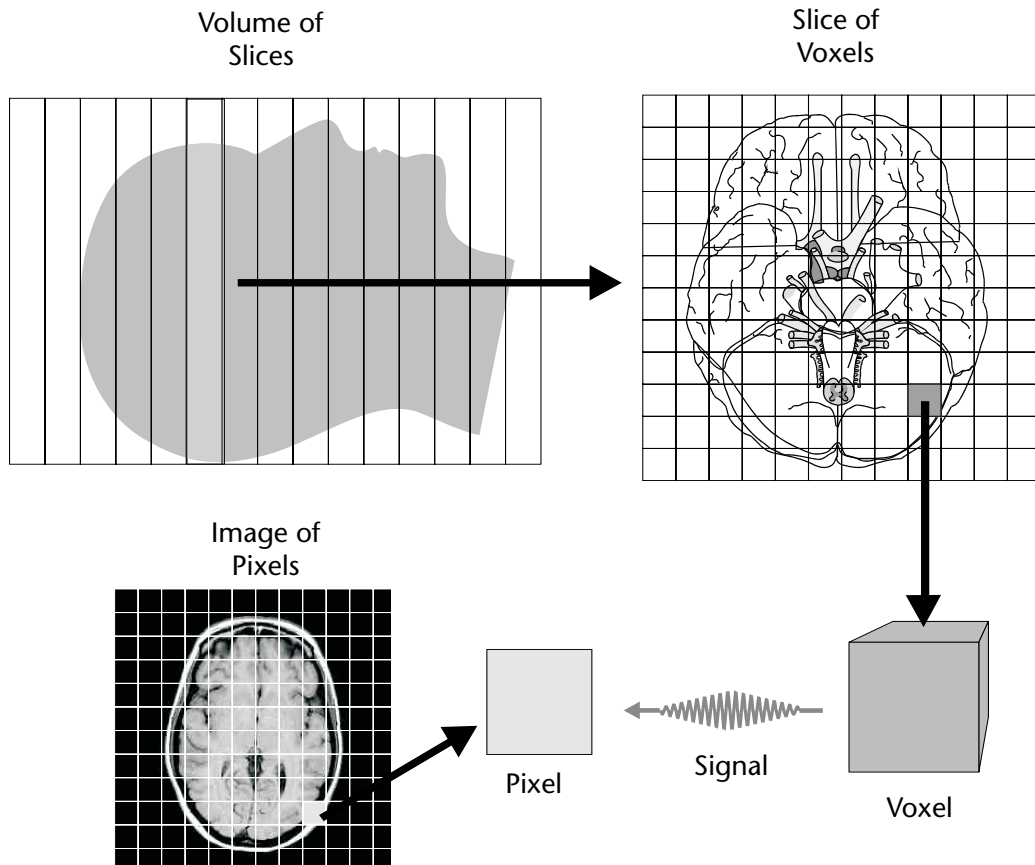 Volume of
Slices
Slice of
Voxels
Image of
Pixels
Pixel
Signal
Voxel